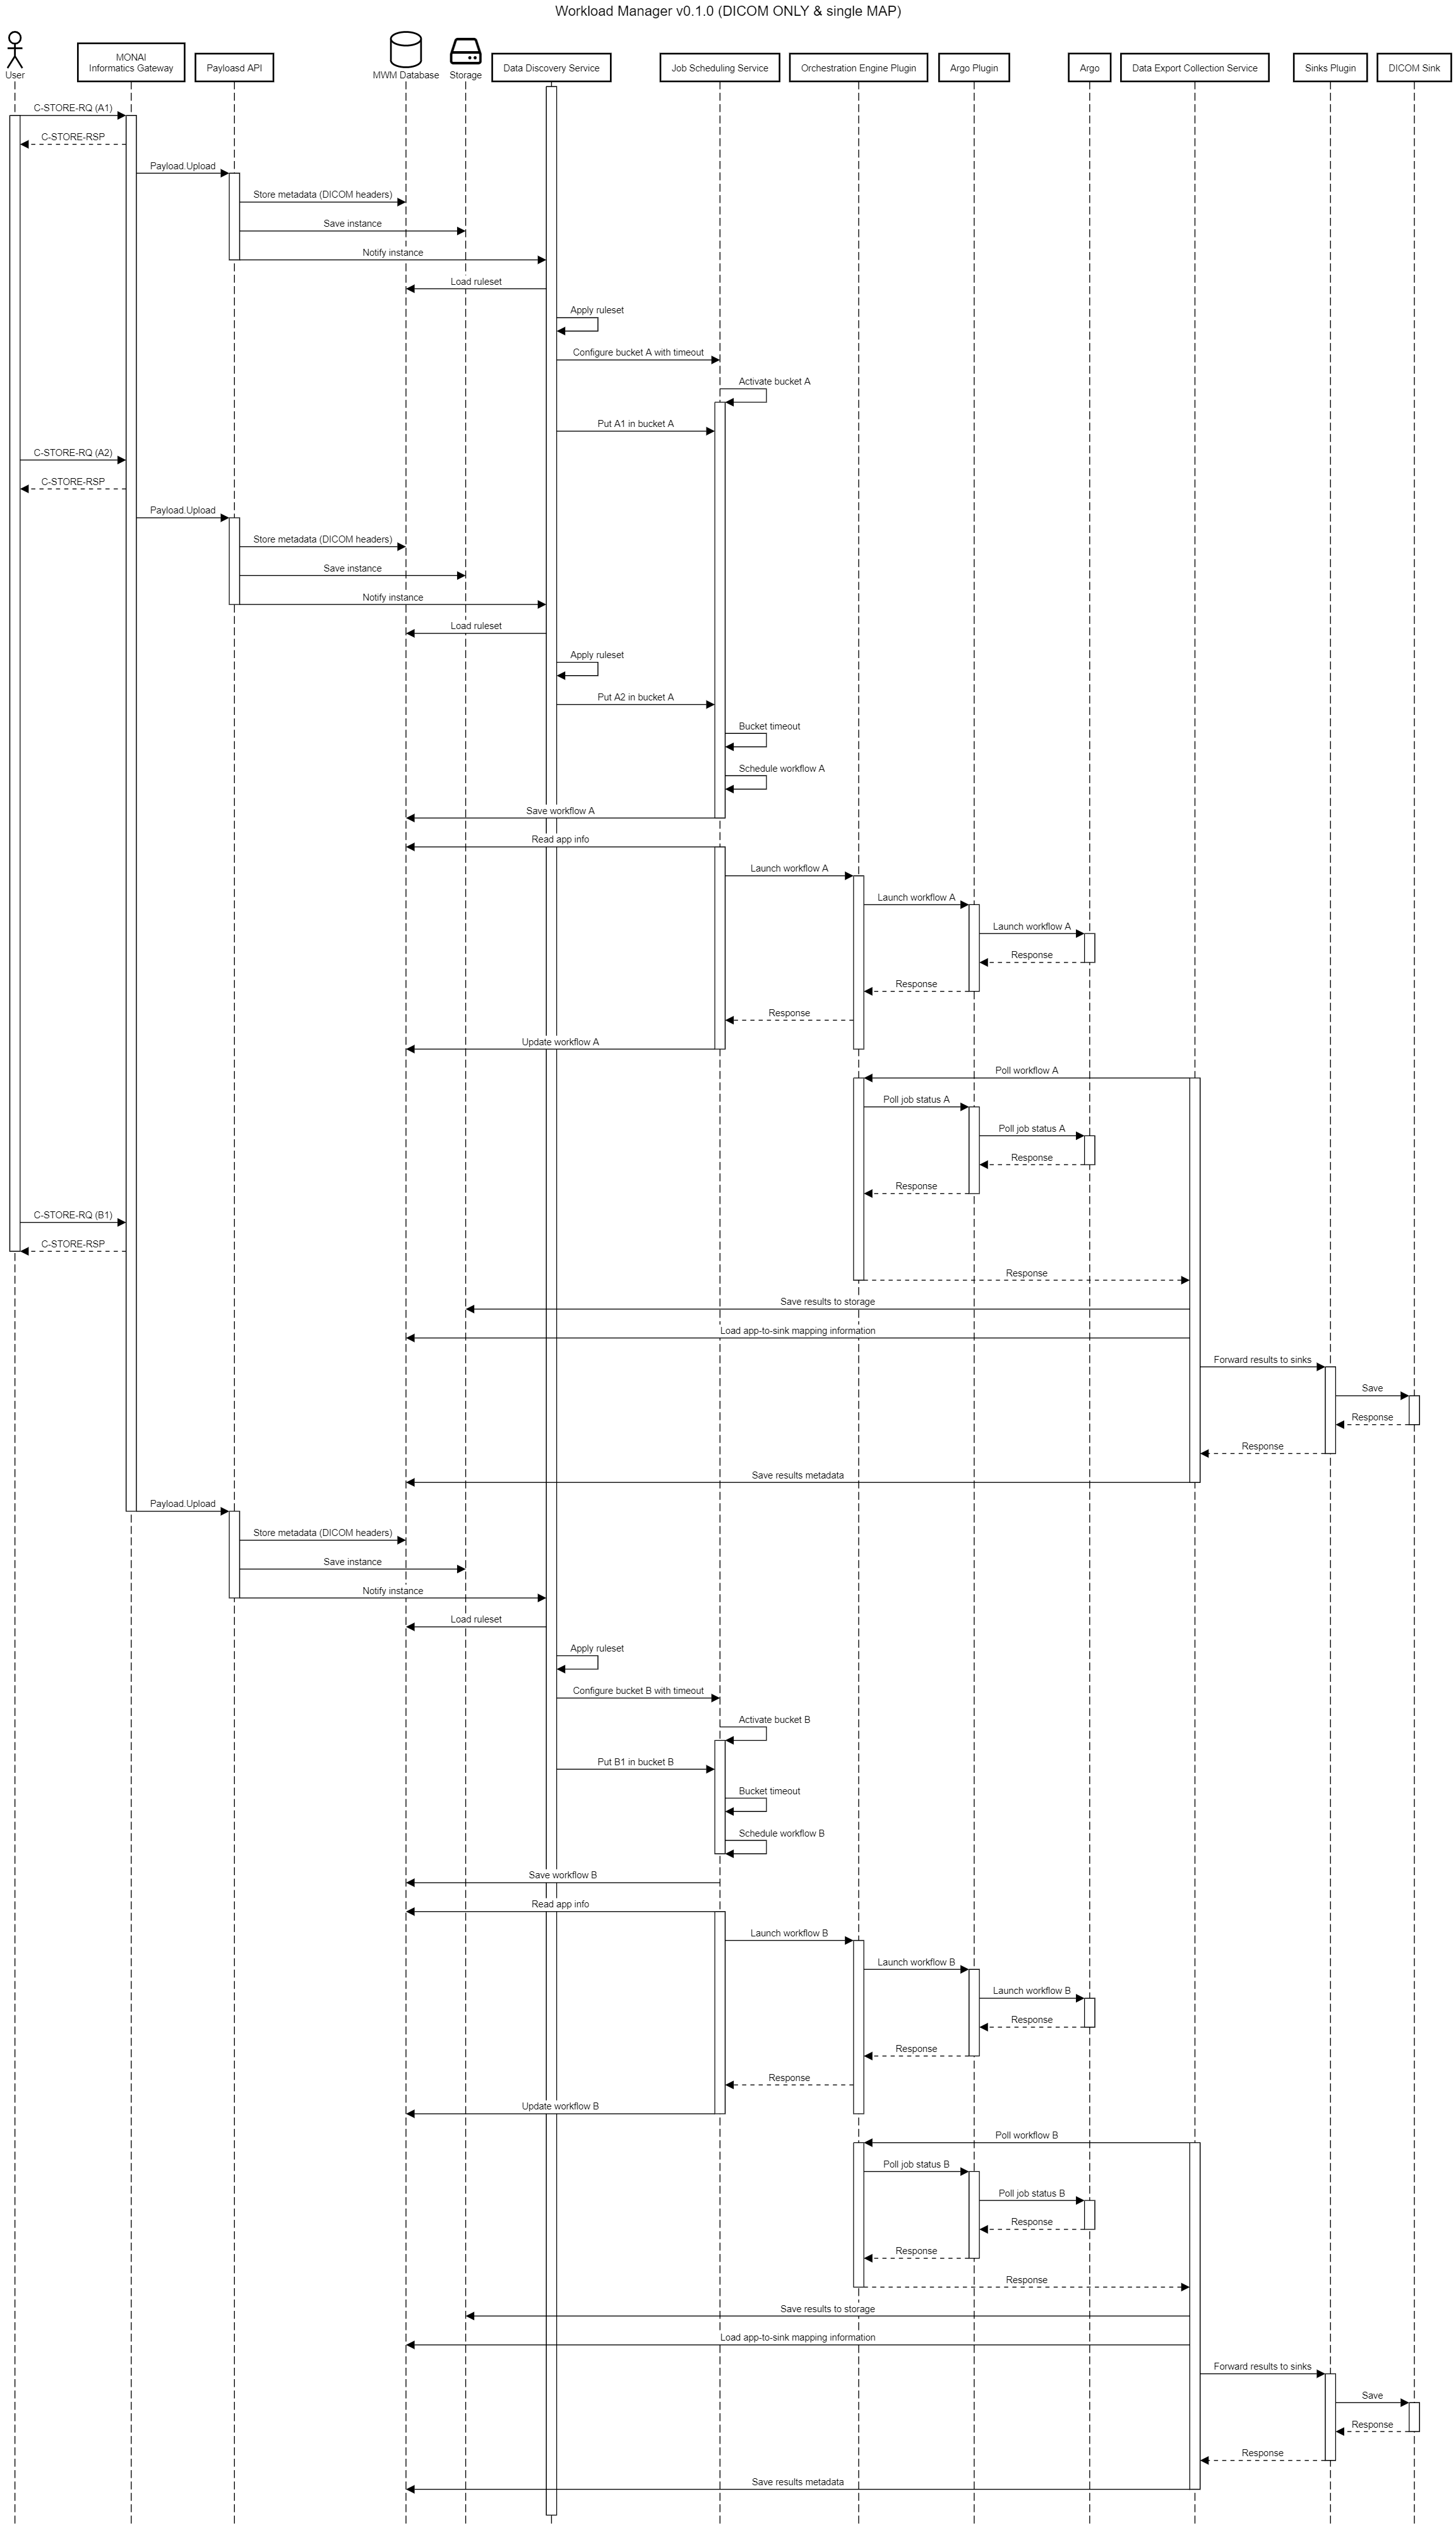 Workload Manager v0.1.0 (DICOM ONLY & single MAP)
User
MONAI
Informatics Gateway
Payloasd API
MWM Database
Storage
Data Discovery Service
Job Scheduling Service
Orchestration Engine Plugin
Argo Plugin
Argo
Data Export Collection Service
Sinks Plugin
DICOM Sink
C-STORE-RQ (A1)
C-STORE-RSP
Payload.Upload
Store metadata (DICOM headers)
Save instance
Notify instance
Load ruleset
Apply ruleset
Configure bucket A with timeout
Activate bucket A
Put A1 in bucket A
C-STORE-RQ (A2)
C-STORE-RSP
Payload.Upload
Store metadata (DICOM headers)
Save instance
Notify instance
Load ruleset
Apply ruleset
Put A2 in bucket A
Bucket timeout
Schedule workflow A
Save workflow A
Read app info
Launch workflow A
Launch workflow A
Launch workflow A
Response
Response
Response
Update workflow A
Poll workflow A
Poll job status A
Poll job status A
Response
Response
C-STORE-RQ (B1)
C-STORE-RSP
Response
Save results to storage
Load app-to-sink mapping information
Forward results to sinks
Save
Response
Response
Save results metadata
Payload.Upload
Store metadata (DICOM headers)
Save instance
Notify instance
Load ruleset
Apply ruleset
Configure bucket B with timeout
Activate bucket B
Put B1 in bucket B
Bucket timeout
Schedule workflow B
Save workflow B
Read app info
Launch workflow B
Launch workflow B
Launch workflow B
Response
Response
Response
Update workflow B
Poll workflow B
Poll job status B
Poll job status B
Response
Response
Response
Save results to storage
Load app-to-sink mapping information
Forward results to sinks
Save
Response
Response
Save results metadata